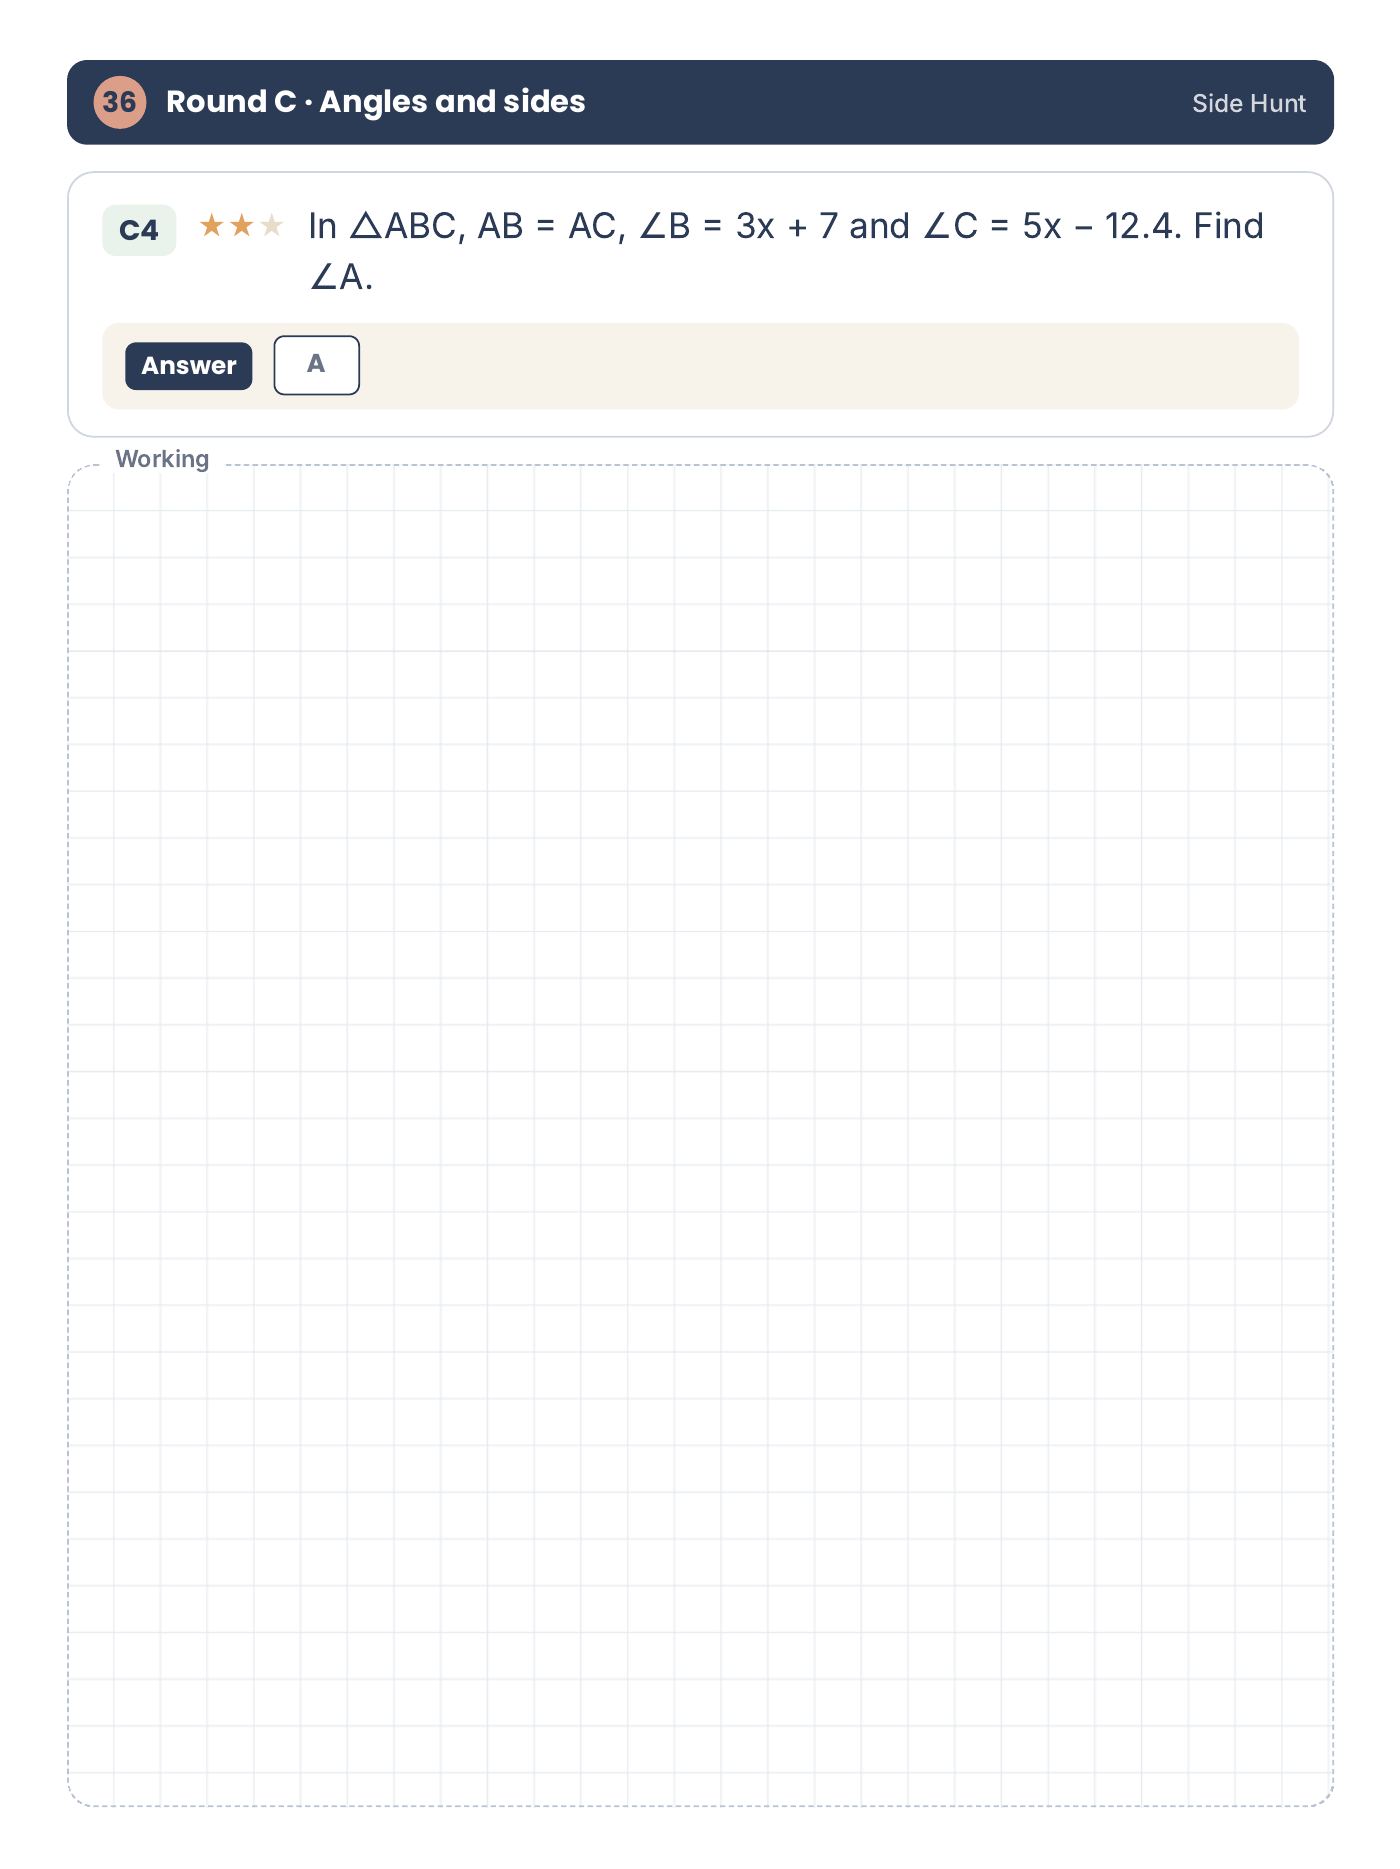 36 Round C · Angles and sides Side Hunt
C4 ★★★ In △ABC, AB = AC, ∠B = 3x + 7 and ∠C = 5x − 12.4. Find
∠A.
Answer A
Working